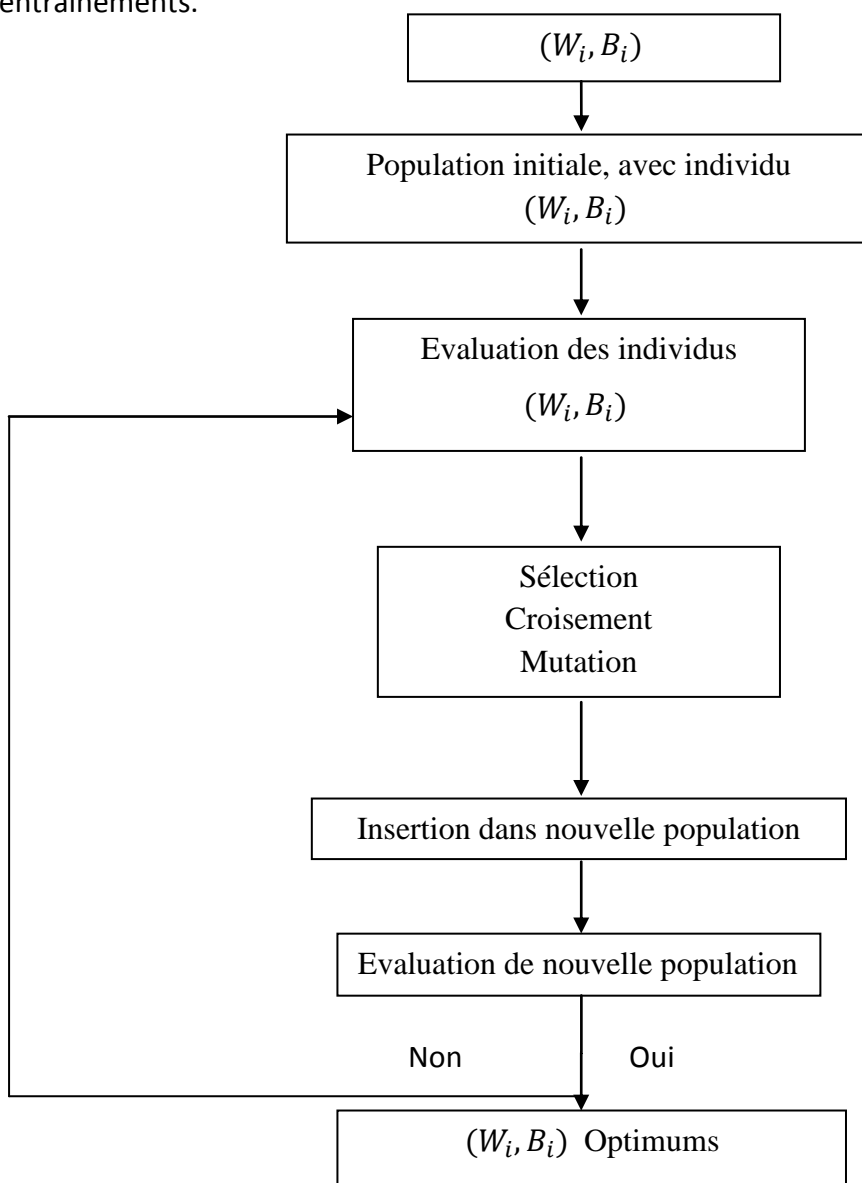 entrainements.
(W_i, B_i)
Population initiale, avec individu
(W_i, B_i)
Evaluation des individus
(W_i, B_i)
Sélection
Croisement
Mutation
Insertion dans nouvelle population
Evaluation de nouvelle population
Non Oui
(W_i, B_i) Optimums